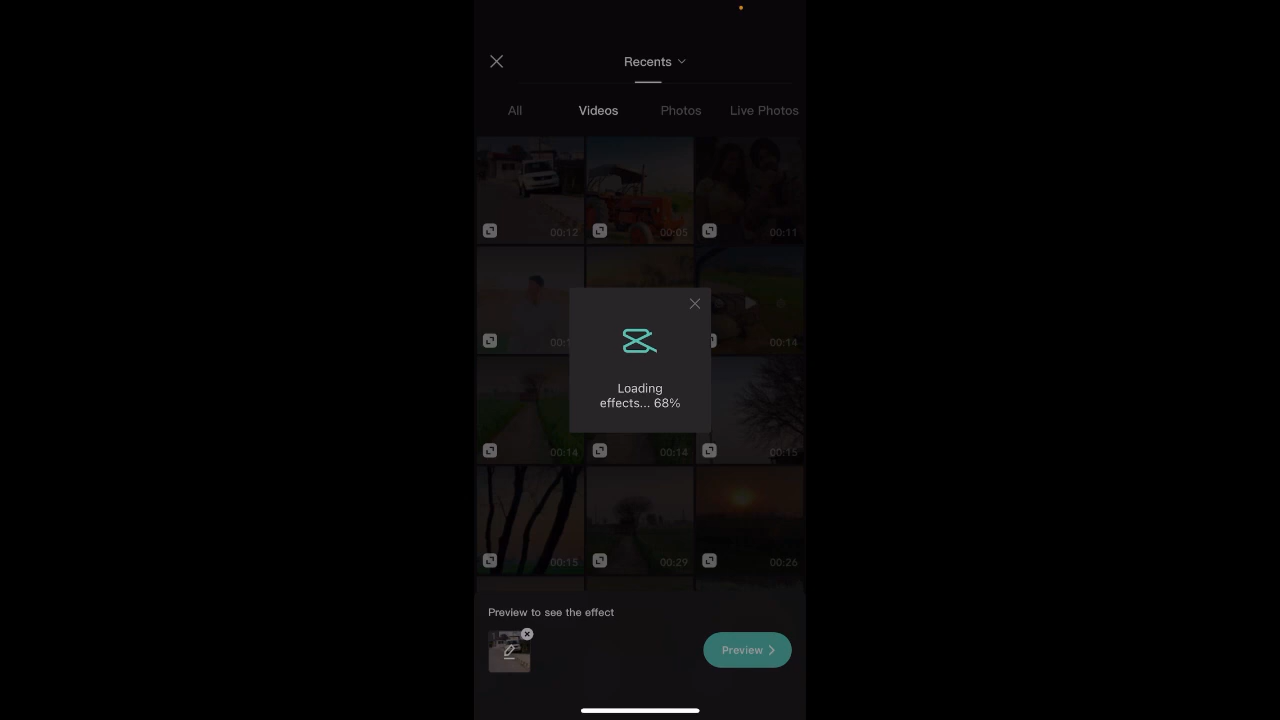 Recents
All Videos Photos Live Photos
00:12 00:05 00:11
00:14
00:14 00:14 00:15
00:15 00:29 00:26
Loading
effects... 68%
Preview to see the effect
Preview